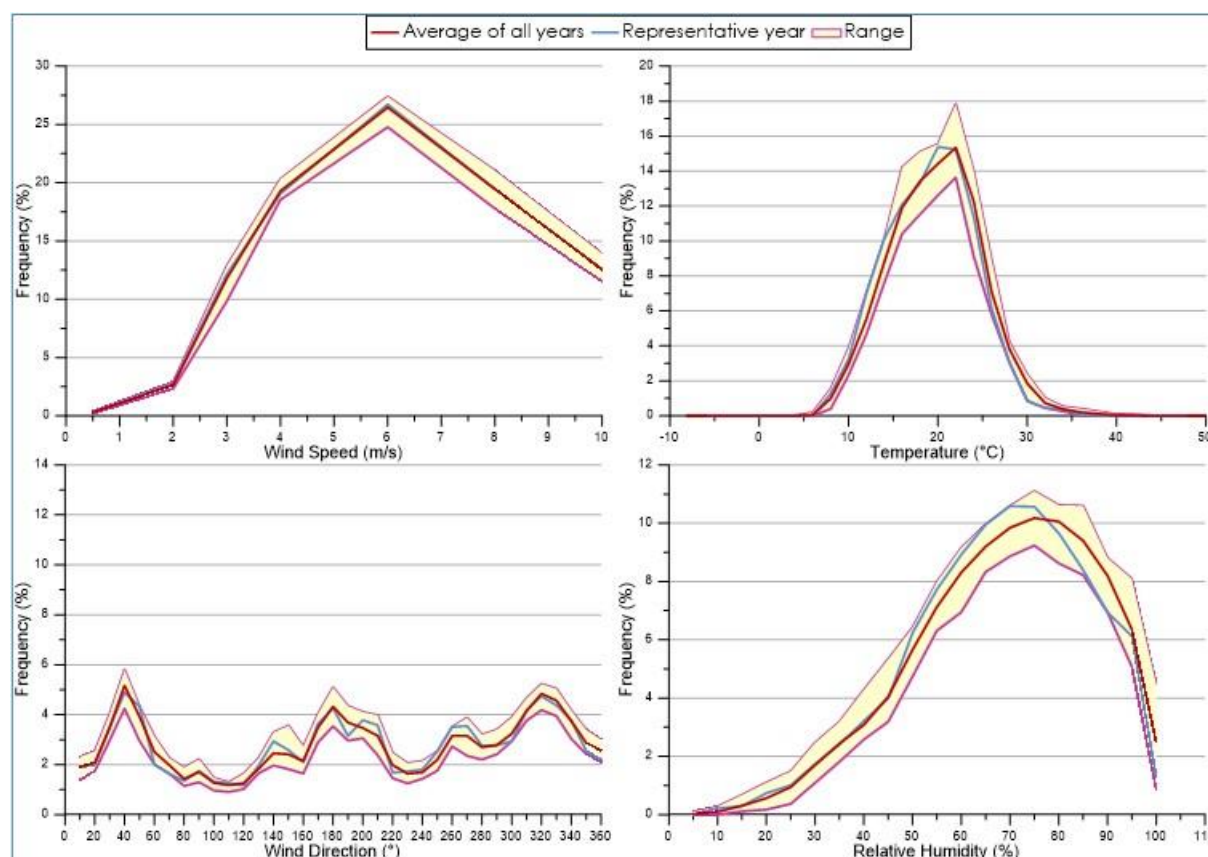 Average of all years Representative year Range
30
25
20
15
10
5
0
Frequency (%)
0 1 2 3 4 5 6 7 8 9 10
Wind Speed (m/s)
20
18
16
14
12
10
8
6
4
2
0
Frequency (%)
-10 0 10 20 30 40 50
Temperature (°C)
14
12
10
8
6
4
2
0
Frequency (%)
0 20 40 60 80 100 120 140 160 180 200 220 240 260 280 300 320 340 360
Wind Direction (°)
12
10
8
6
4
2
0
Frequency (%)
0 10 20 30 40 50 60 70 80 90 100
Relative Humidity (%)